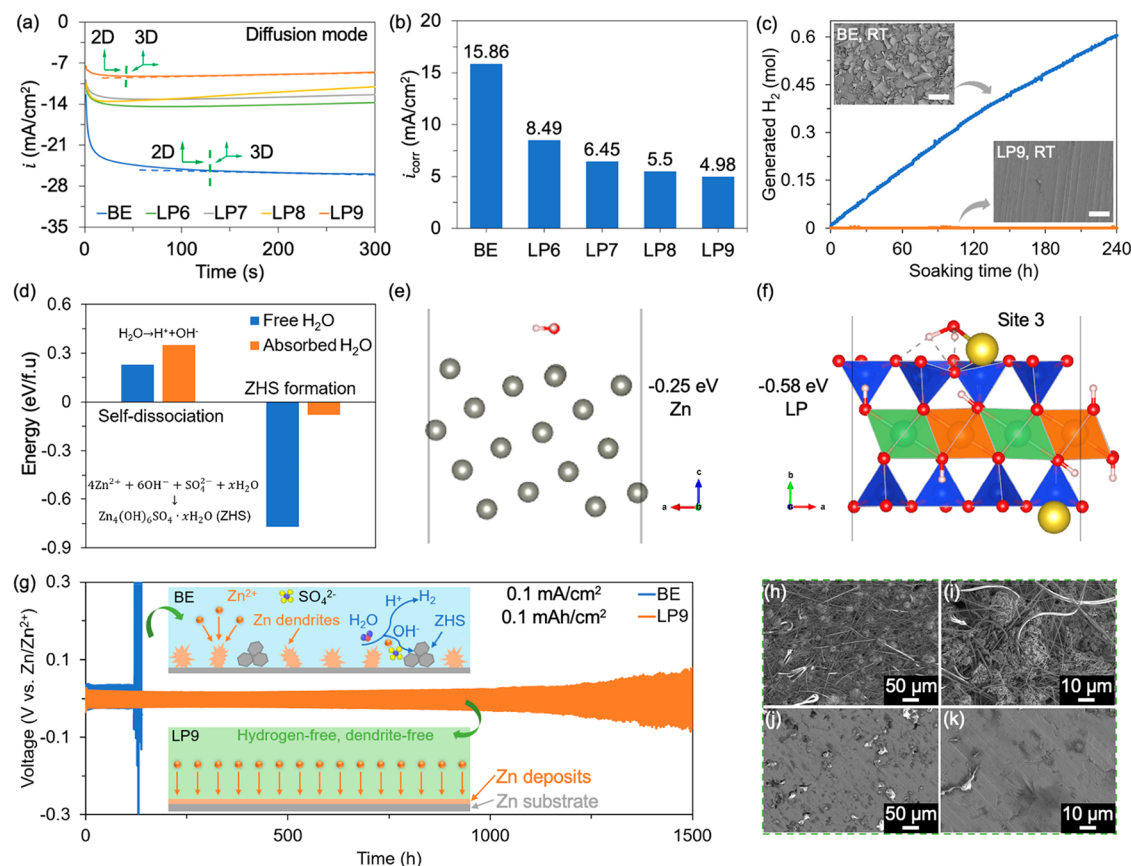 (a)
0
-7
-14
-21
-28
-35
i (mA/cm²)
2D
3D
Diffusion mode
2D
3D
BE
LP6
LP7
LP8
LP9
0
100
200
300
Time (s)
(b)
20
15
10
5
0
i_corr (mA/cm²)
15.86
8.49
6.45
5.5
4.98
BE
LP6
LP7
LP8
LP9
(c)
0.6
0.45
0.3
0.15
0
Generated H₂ (mol)
BE, RT
LP9, RT
0
60
120
180
240
Soaking time (h)
(d)
0.6
0.3
0
-0.3
-0.6
-0.9
Energy (eV/f.u)
H₂O→H⁺+OH⁻
Free H₂O
Absorbed H₂O
ZHS formation
Self-dissociation
4Zn²⁺ + 6OH⁻ + SO₄²⁻ + xH₂O
↓
Zn₄(OH)₆SO₄ · xH₂O (ZHS)
(e)
-0.25 eV
Zn
c
a
(f)
Site 3
-0.58 eV
LP
b
a
(g)
0.3
0.1
-0.1
-0.3
Voltage (V vs. Zn/Zn²⁺)
BE
Zn²⁺
SO₄²⁻
Zn dendrites
H₂O
H⁺
H₂
OH⁻
ZHS
0.1 mA/cm²
0.1 mAh/cm²
BE
LP9
LP9
Hydrogen-free, dendrite-free
Zn deposits
Zn substrate
0
500
1000
1500
Time (h)
(h)
50 μm
(i)
10 μm
(j)
50 μm
(k)
10 μm